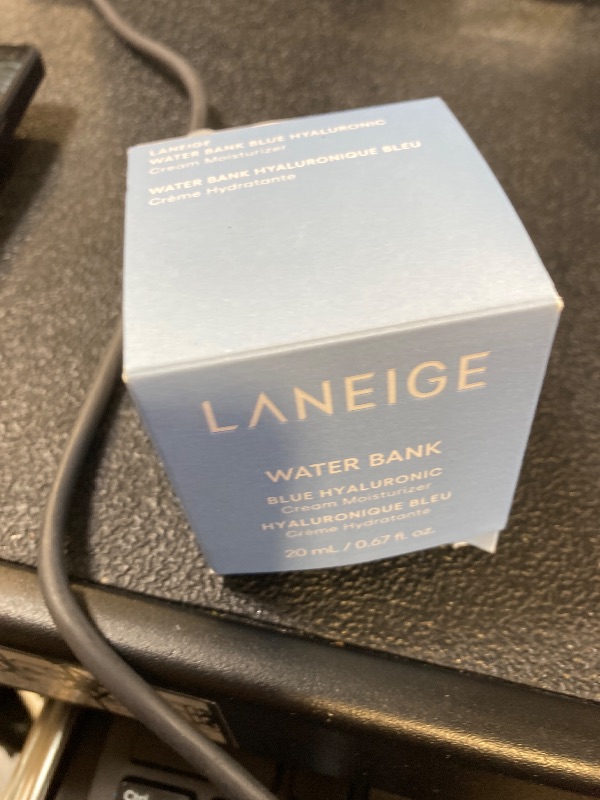 LANEIGE
WATER BANK BLUE HYALURONIC
Cream Moisturizer
WATER BANK HYALURONIQUE BLEU
Crème Hydratante
LANEIGE
WATER BANK
BLUE HYALURONIC
Cream Moisturizer
HYALURONIQUE BLEU
Crème Hydratante
20 mL / 0.67 fl. oz.